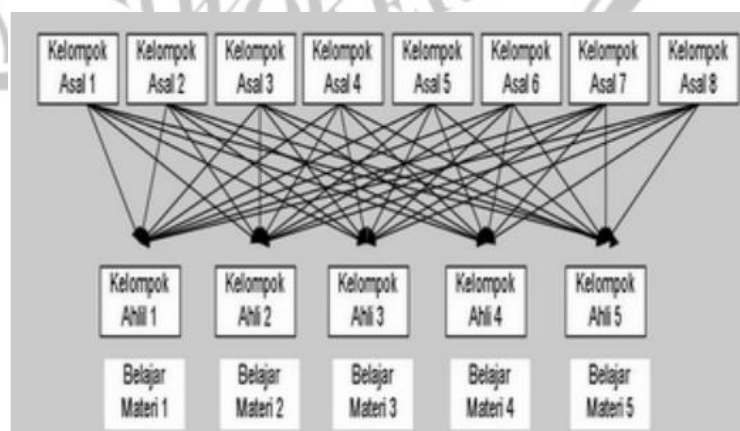 Kelompok Asal 1
Kelompok Asal 2
Kelompok Asal 3
Kelompok Asal 4
Kelompok Asal 5
Kelompok Asal 6
Kelompok Asal 7
Kelompok Asal 8
Kelompok Ahlil 1
Kelompok Ahli 2
Kelompok Ahli 3
Kelompok Ahli 4
Kelompok Ahli 5
Belajar Materi 1
Belajar Materi 2
Belajar Materi 3
Belajar Materi 4
Belajar Materi 5